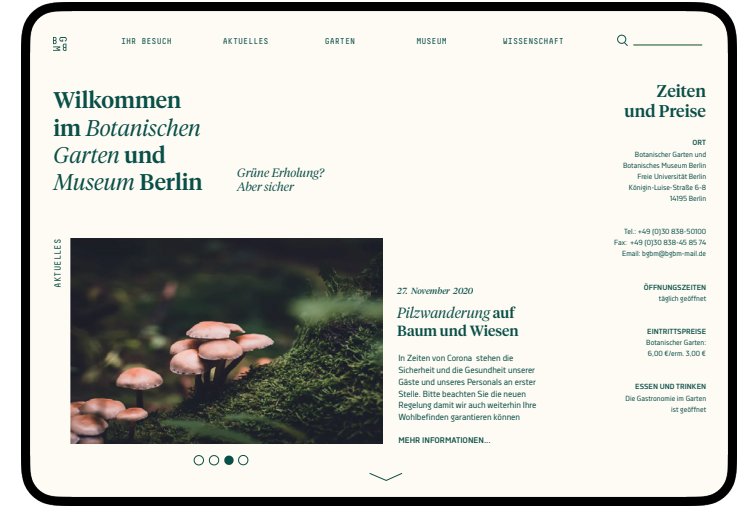 BGBM
IHR BESUCH
AKTUELLES
GARTEN
MUSEUM
WISSENSCHAFT
Wilkommen
im Botanischen
Garten und
Museum Berlin
Grüne Erholung?
Aber sicher
AKTUELLES
27. November 2020
Pilzwanderung auf
Baum und Wiesen
In Zeiten von Corona stehen die
Sicherheit und die Gesundheit unserer
Gäste und unseres Personals an erster
Stelle. Bitte beachten Sie die neuen
Regelung damit wir auch weiterhin Ihre
Wohlbefinden garantieren können
MEHR INFORMATIONEN...
Zeiten
und Preise
ORT
Botanischer Garten und
Botanisches Museum Berlin
Freie Universität Berlin
Königin-Luise-Straße 6-8
14195 Berlin
Tel.: +49 (0)30 838-50100
Fax: +49 (0)30 838-45 85 74
Email: bgbm@bgbm-mail.de
ÖFFNUNGSZEITEN
täglich geöffnet
EINTRITTSPREISE
Botanischer Garten:
6,00 €/erm. 3,00 €
ESSEN UND TRINKEN
Die Gastronomie im Garten
ist geöffnet